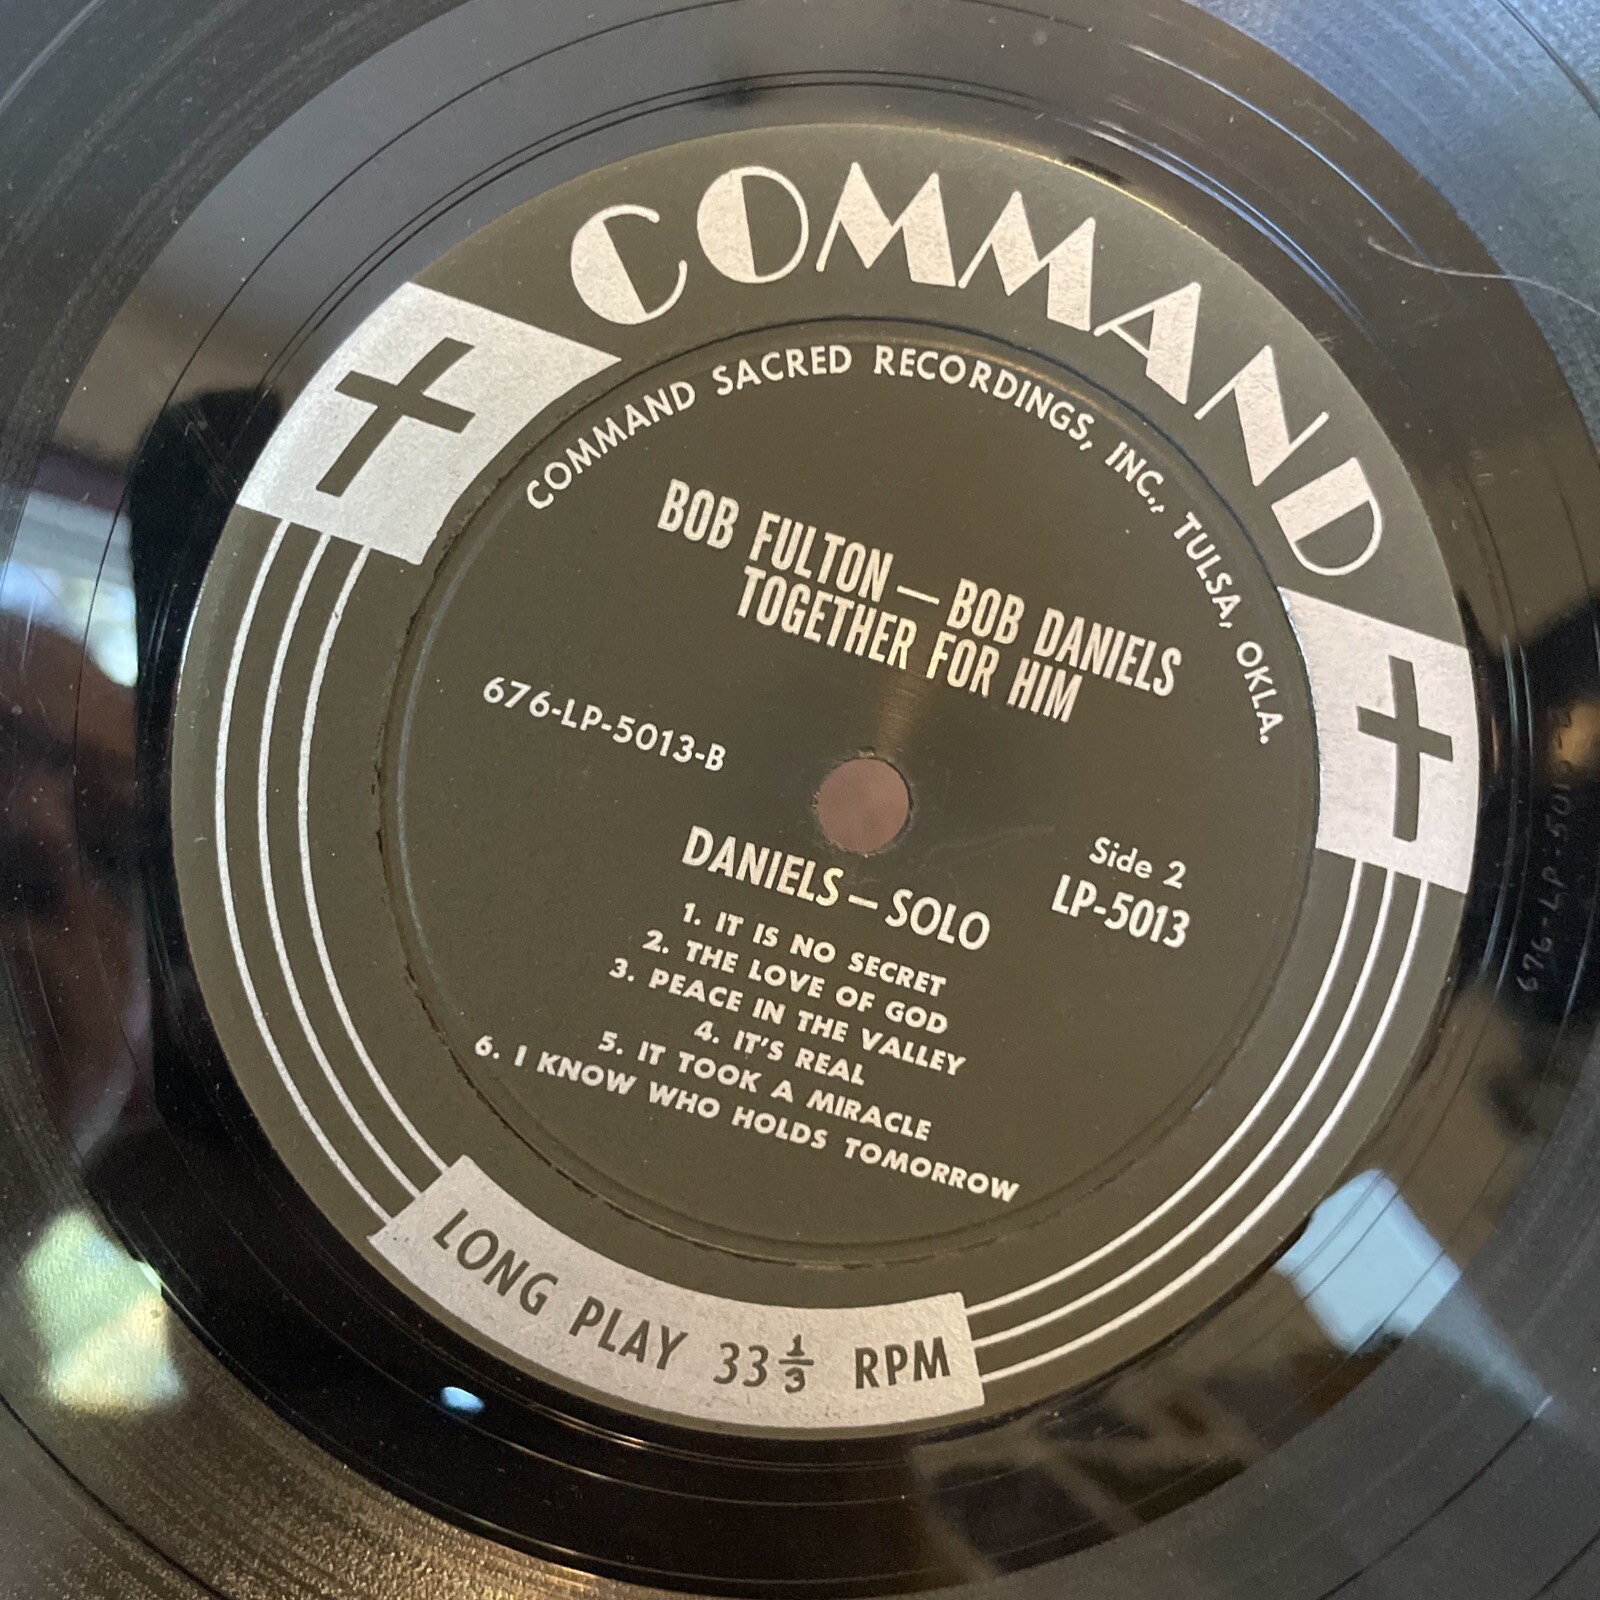 COMMAND
COMMAND SACRED RECORDINGS, INC., TULSA, OKLA.
BOB FULTON — BOB DANIELS
TOGETHER FOR HIM
676-LP-5013-B
Side 2
LP-5013
DANIELS — SOLO
1. IT IS NO SECRET
2. THE LOVE OF GOD
3. PEACE IN THE VALLEY
4. IT'S REAL
5. IT TOOK A MIRACLE
6. I KNOW WHO HOLDS TOMORROW
LONG PLAY 33 1/3 RPM